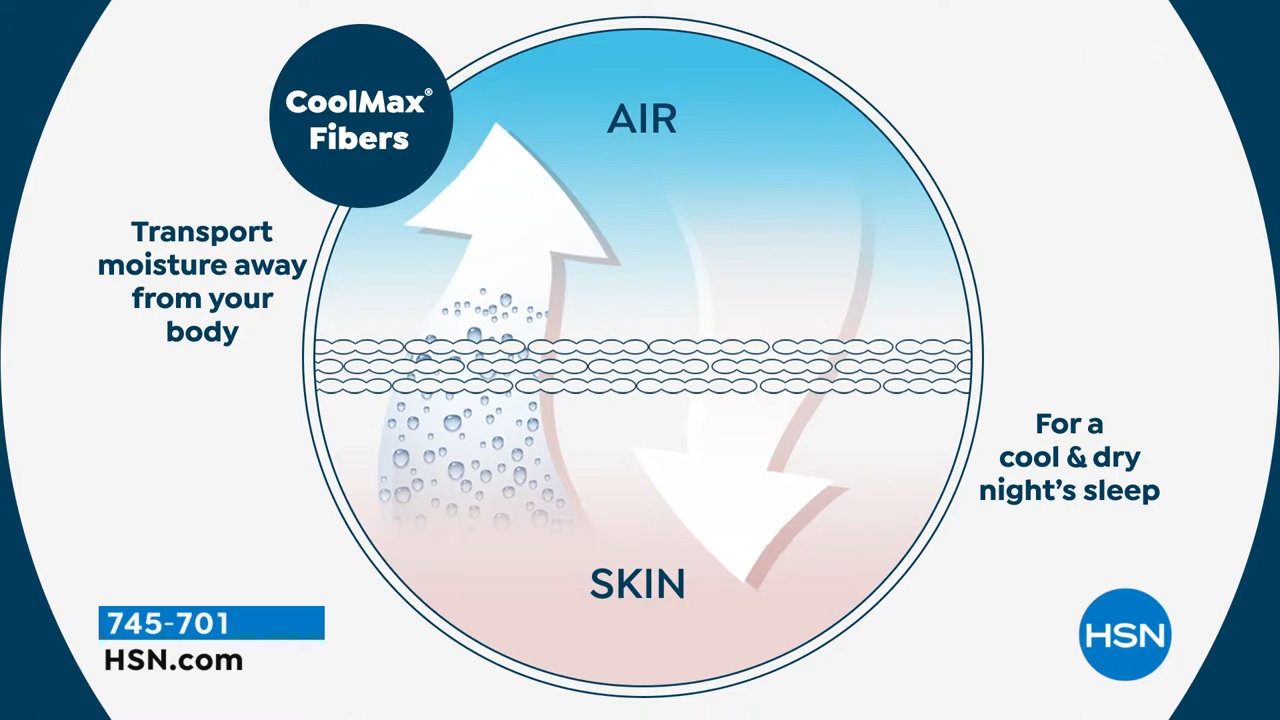 CoolMax®
Fibers
AIR
Transport
moisture away
from your
body
For a
cool & dry
night's sleep
SKIN
745-701
HSN.com
HSN